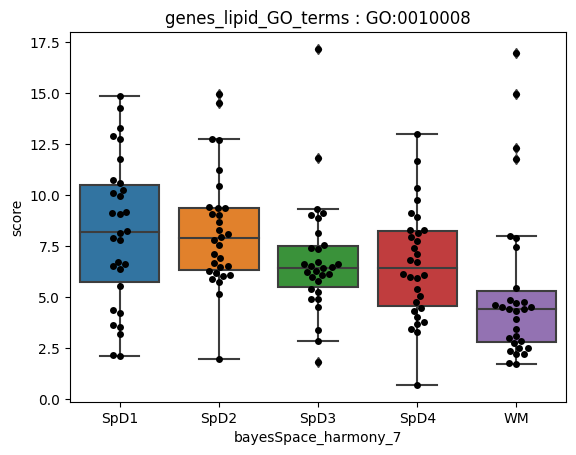 genes_lipid_GO_terms : GO:0010008
17.5
15.0
12.5
10.0
7.5
5.0
2.5
0.0
score
SpD1 SpD2 SpD3 SpD4 WM
bayesSpace_harmony_7